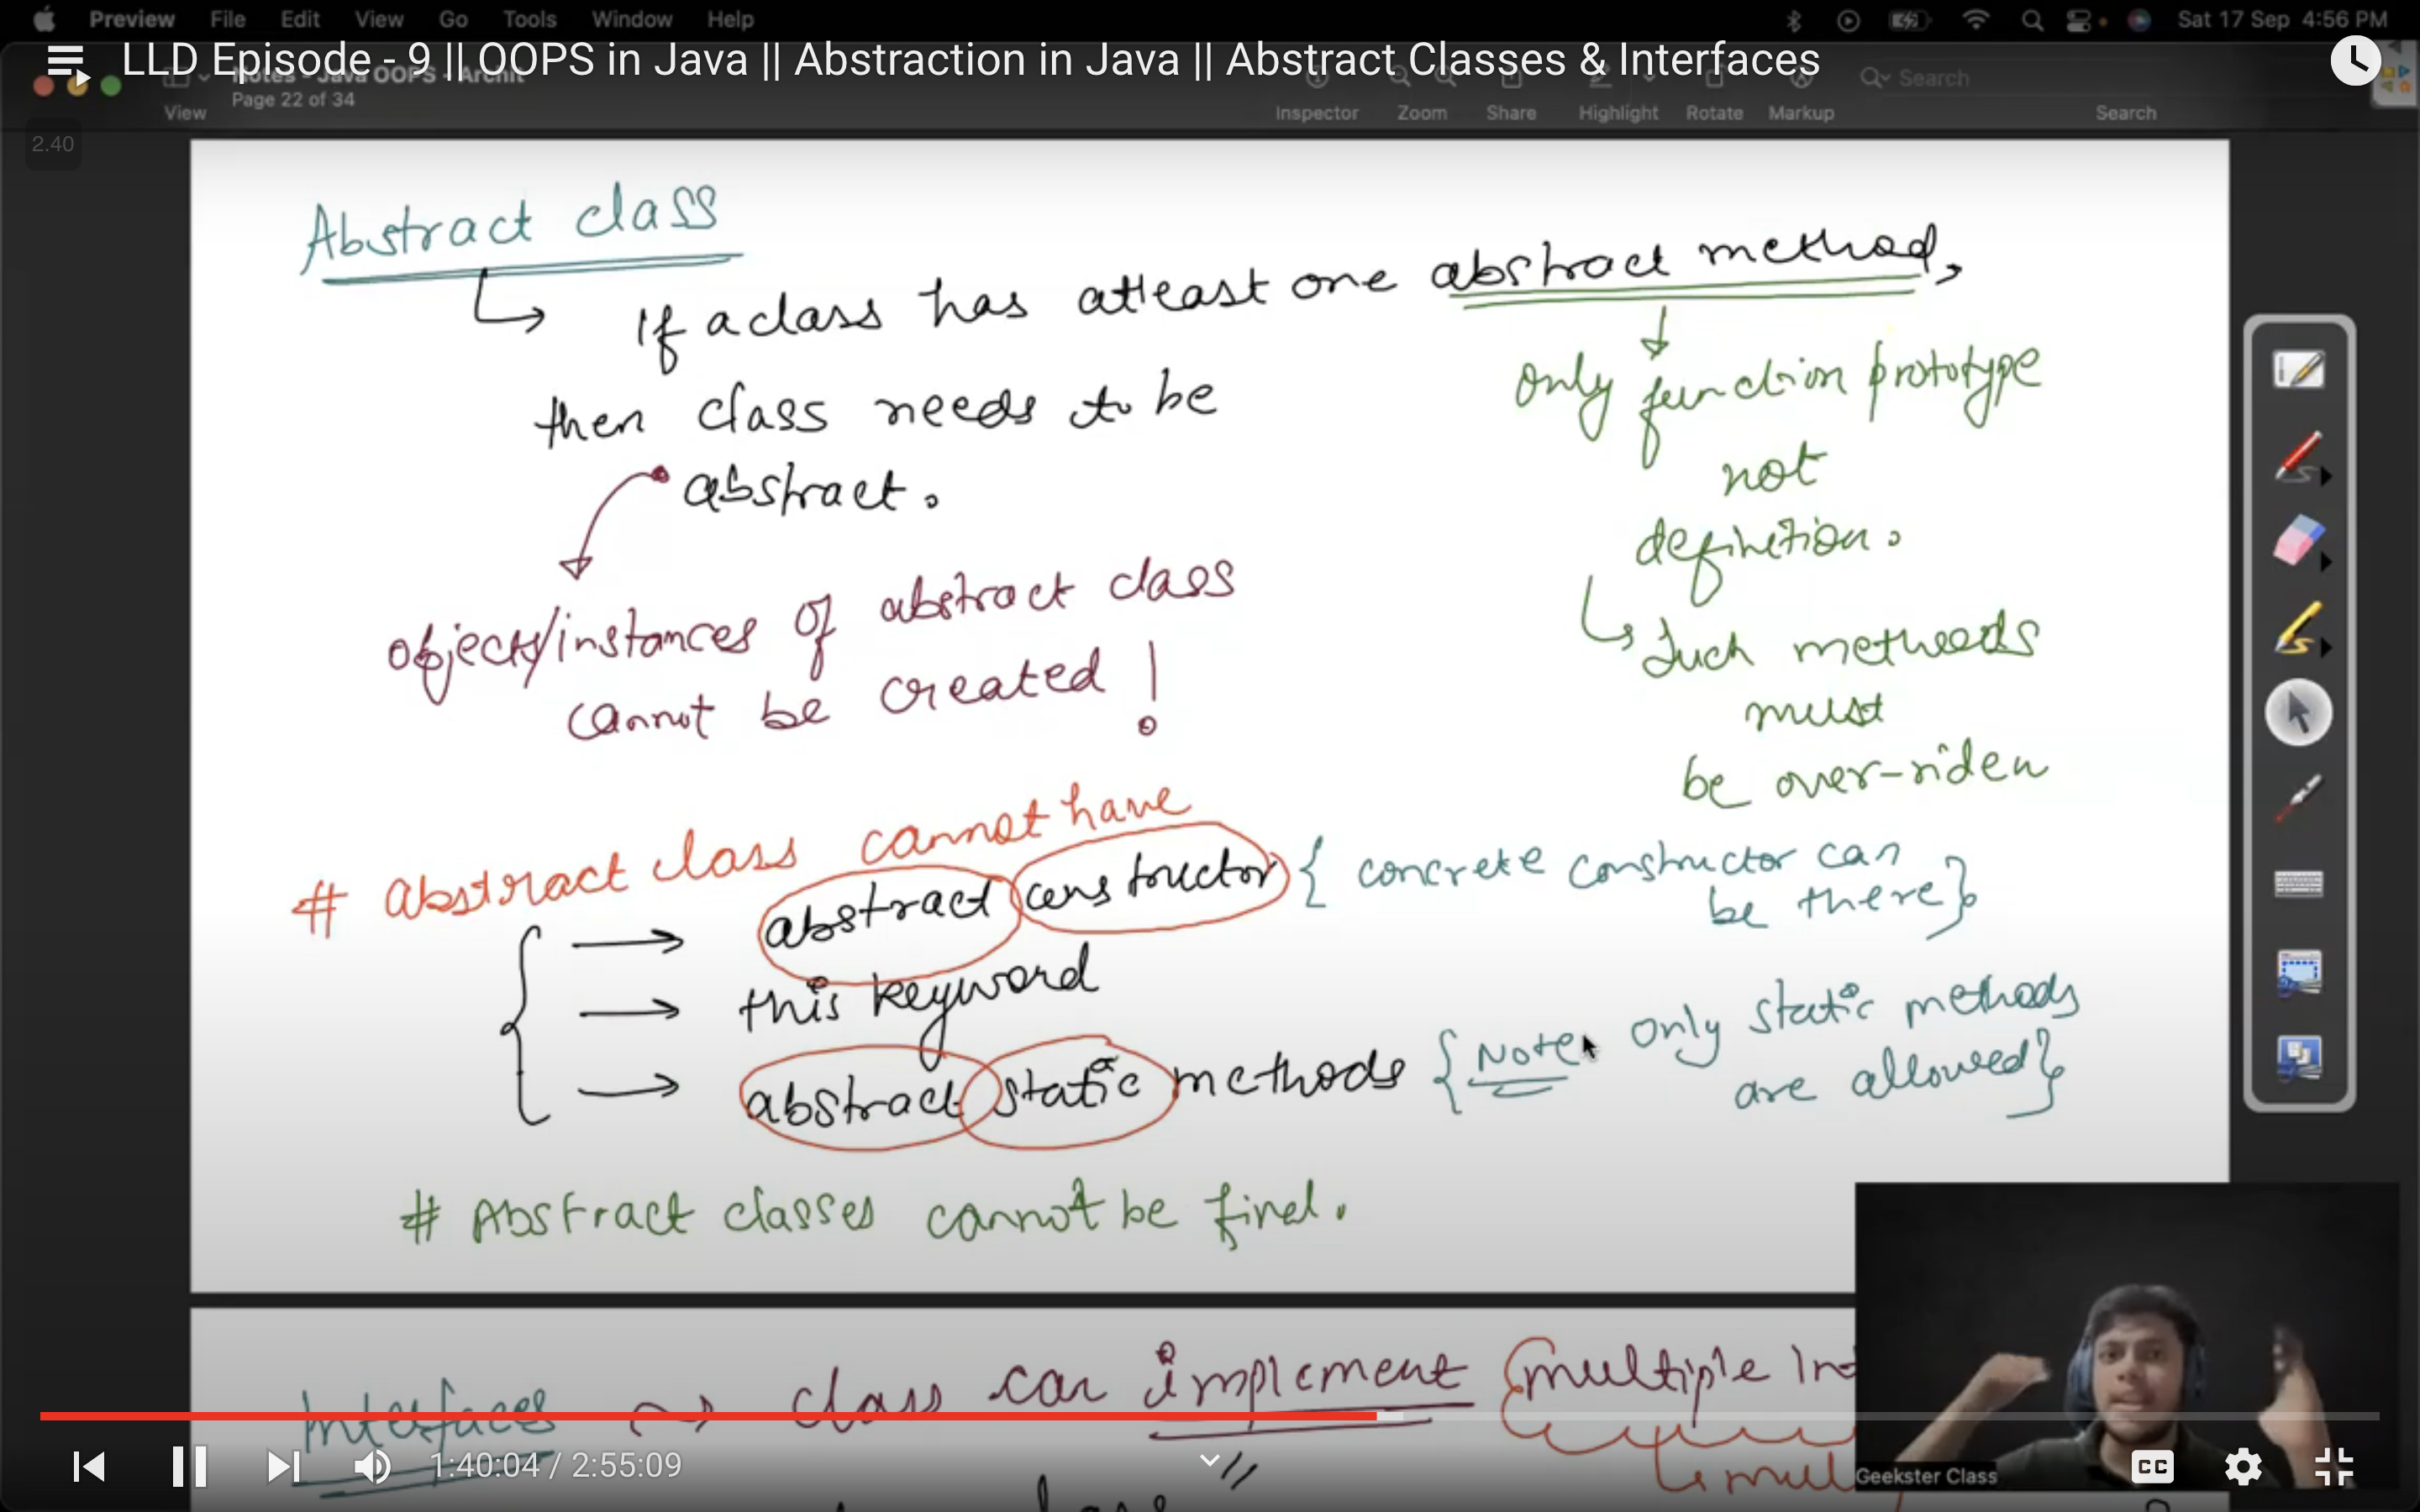 Preview File Edit View Go Tools Window Help Sat 17 Sep 4:56 PM
LLD Episode - 9 || OOPS in Java || Abstraction in Java || Abstract Classes & Interfaces
Notes - Java OOPS - Archit
Page 22 of 34
View Inspector Zoom Share Highlight Rotate Markup Search
Search
2.40
Abstract class
If a class has atleast one abstract method,
then class needs to be
abstract.
only function prototype
not
definition.
Such methods
must
be over-riden
objects/instances of abstract class
cannot be created !
# Abstract class cannot have
abstract constructor { concrete constructor can
be there }
this keyword
abstract static methods { Note: only static methods
are allowed }
# Abstract classes cannot be final.
Interfaces → class can implement multiple
Geekster Class
1:40:04 / 2:55:09
CC